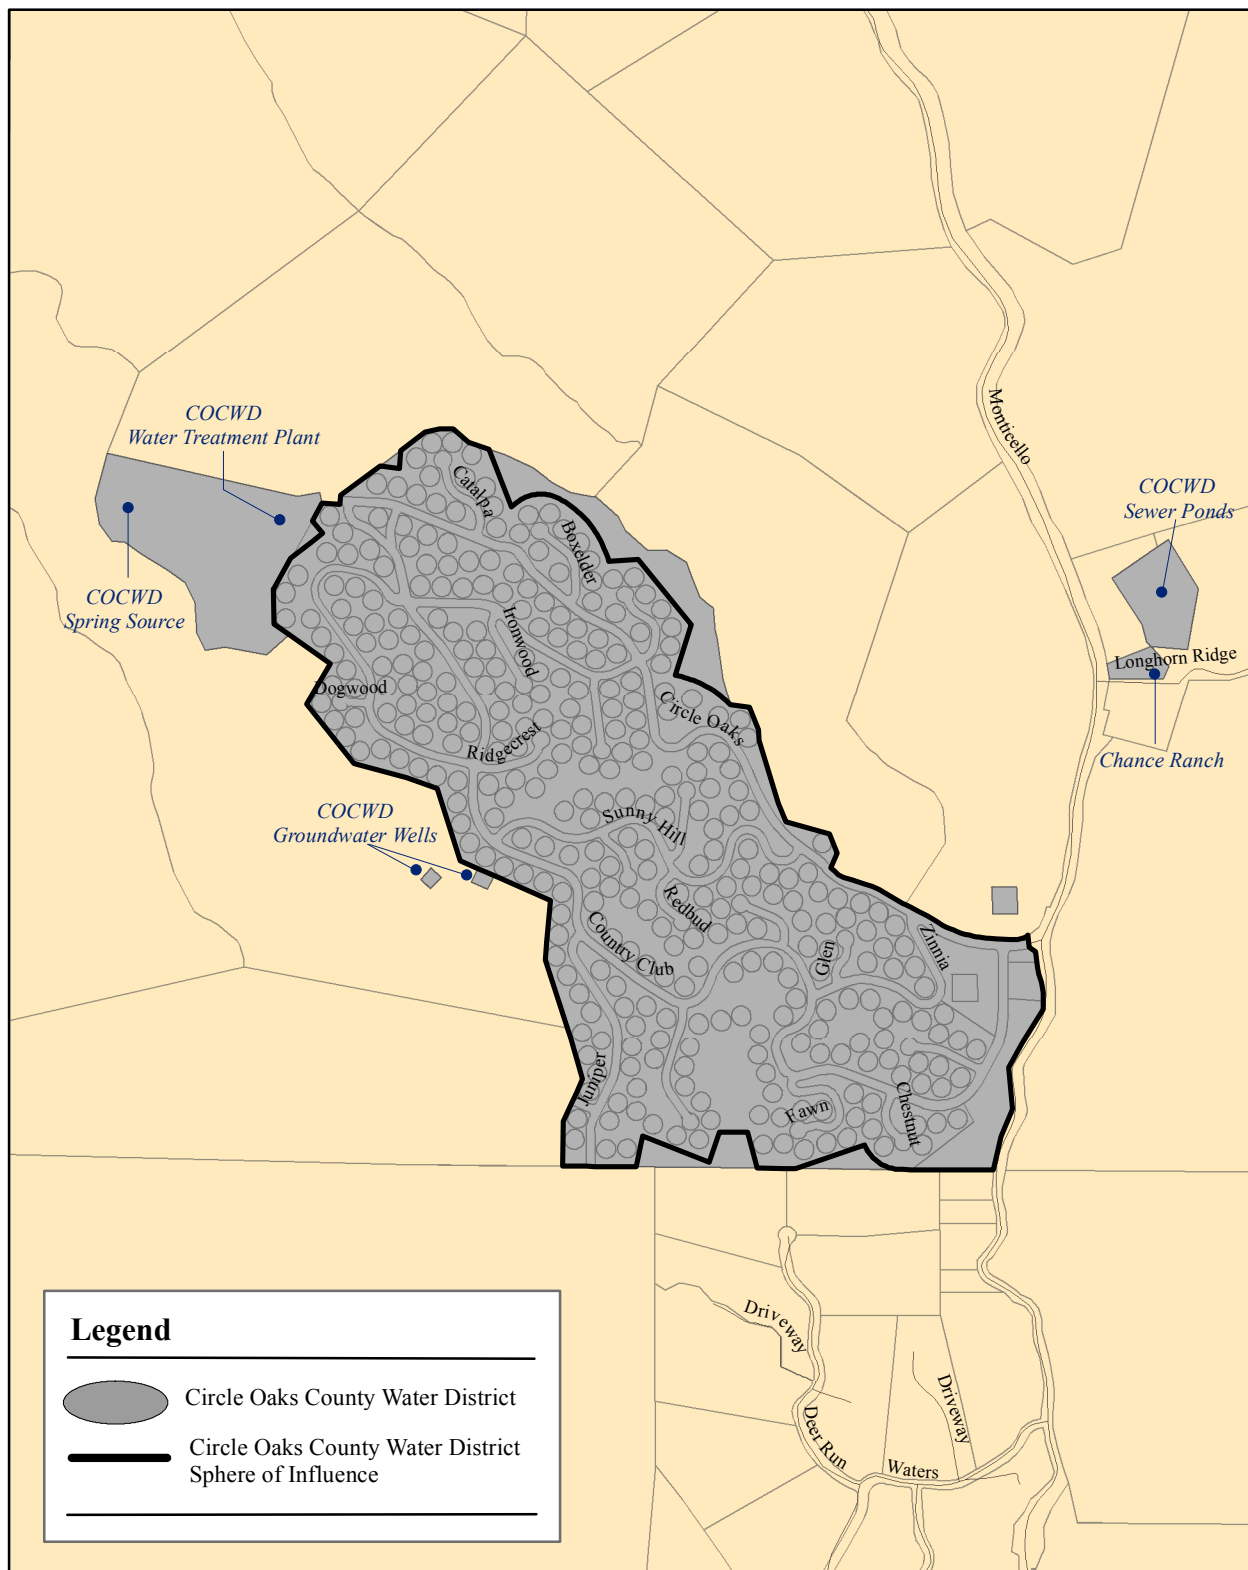 Monticello
COCWD
Water Treatment Plant
Catalpa
COCWD
Sewer Ponds
Boxelder
COCWD
Spring Source
Ironwood
Longhorn Ridge
Dogwood
Circle Oaks
Ridgecrest
Chance Ranch
COCWD
Groundwater Wells
Sunny Hill
Redbud
Country Club
Glen
Zinnia
Juniper
Fawn
Chestnut
Driveway
Driveway
Deer Run
Waters
Legend
Circle Oaks County Water District
Circle Oaks County Water District
Sphere of Influence